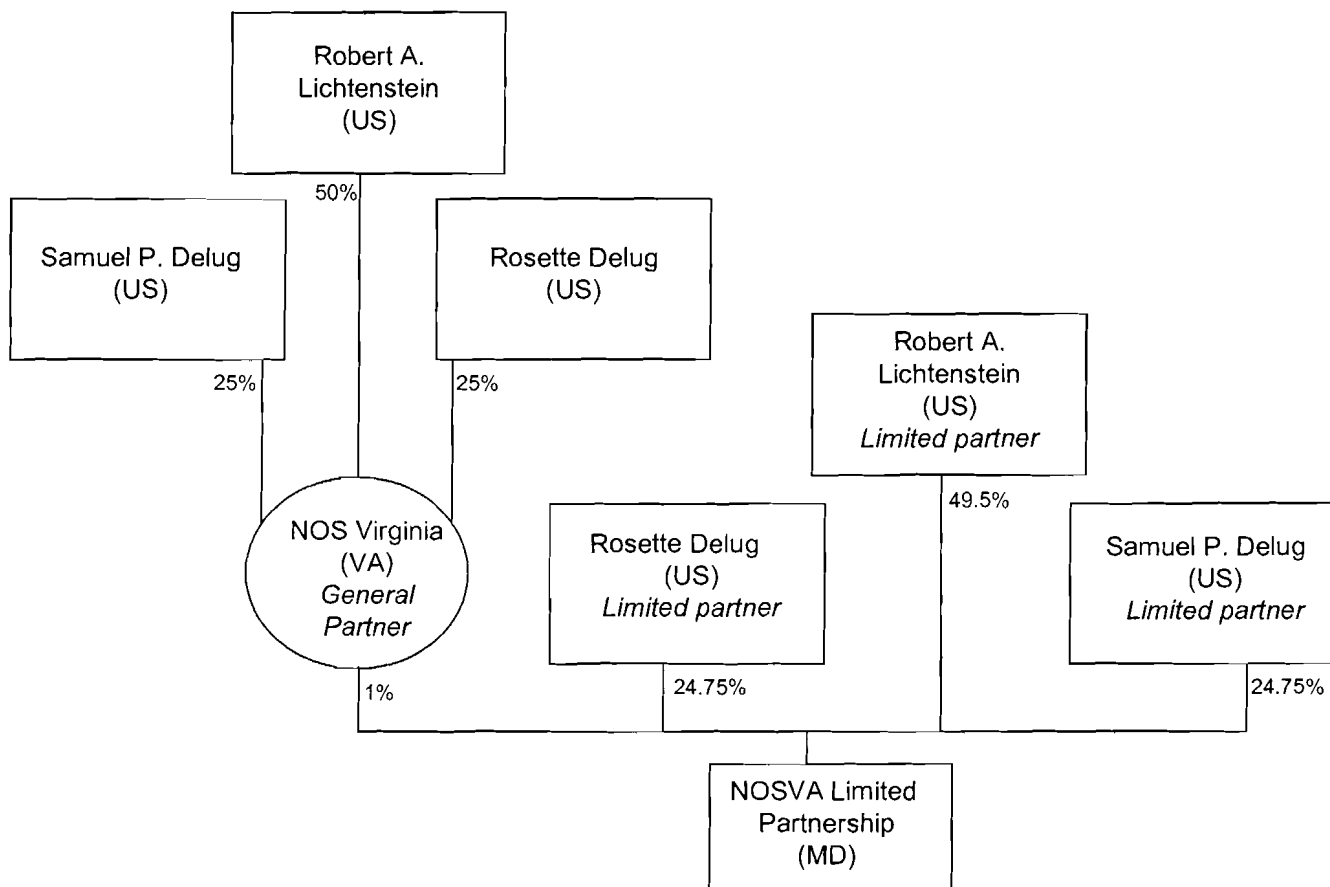 Robert A.
Lichtenstein
(US)
50%
Samuel P. Delug
(US)
Rosette Delug
(US)
25%
25%
Robert A.
Lichtenstein
(US)
Limited partner
49.5%
NOS Virginia
(VA)
General
Partner
Rosette Delug
(US)
Limited partner
Samuel P. Delug
(US)
Limited partner
1%
24.75%
24.75%
NOSVA Limited
Partnership
(MD)